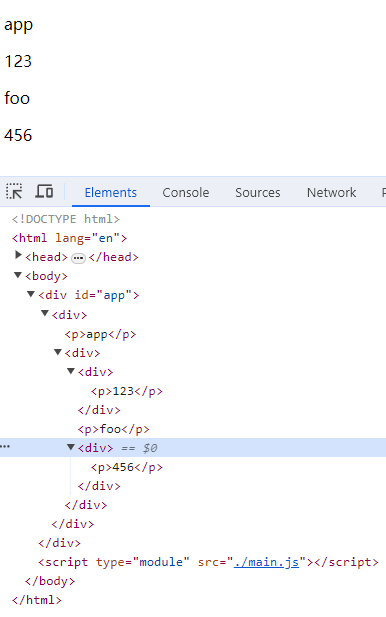 app
123
foo
456
Elements Console Sources Network
<!DOCTYPE html>
<html lang="en">
<head> ••• </head>
<body>
<div id="app">
<div>
<p>app</p>
<div>
<div>
<p>123</p>
</div>
<p>foo</p>
••• <div> == $0
<p>456</p>
</div>
</div>
</div>
</div>
<script type="module" src="./main.js"></script>
</body>
</html>